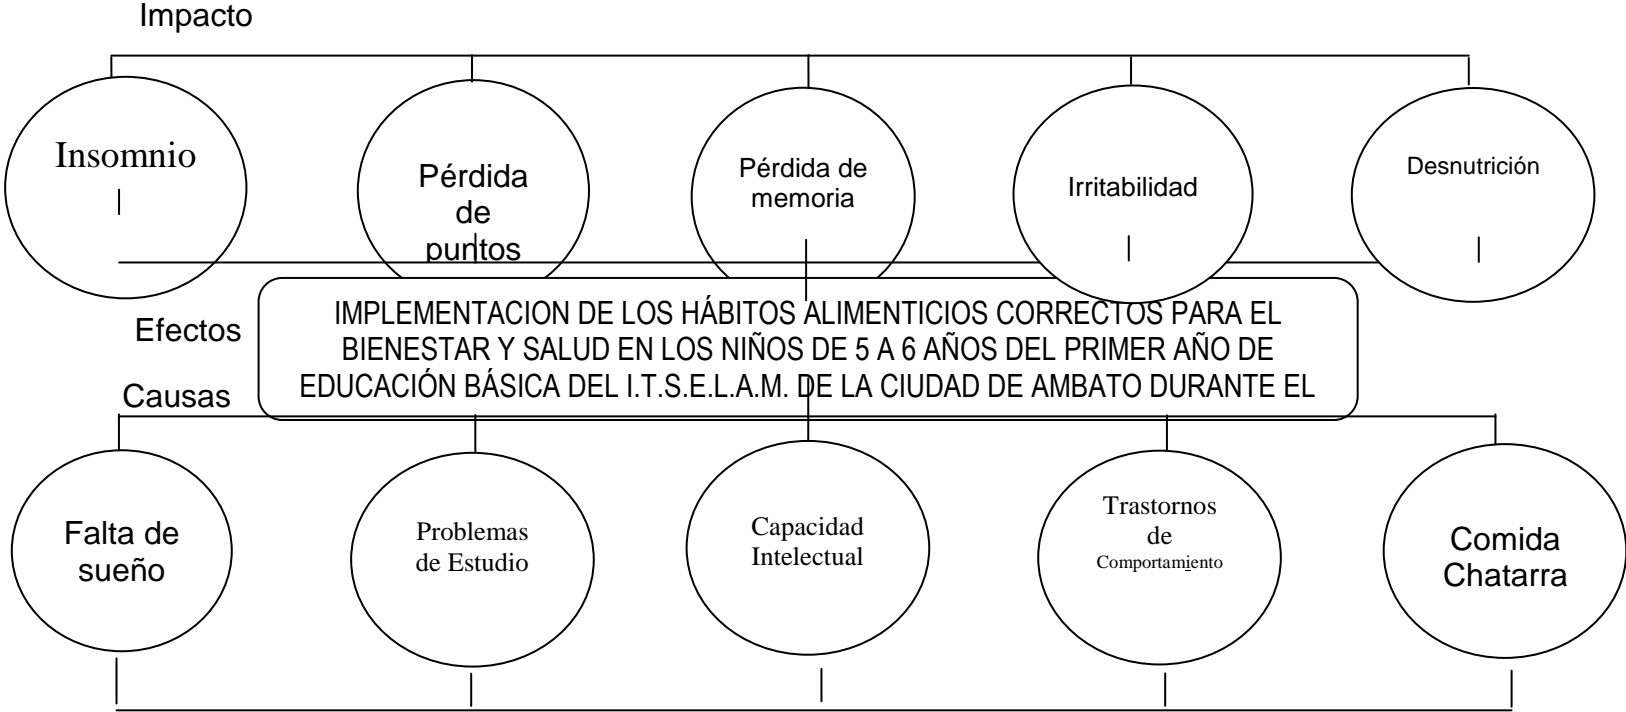 Impacto
Insomnio
Pérdida
de
puntos
Pérdida de
memoria
Irritabilidad
Desnutrición
Efectos
IMPLEMENTACION DE LOS HÁBITOS ALIMENTICIOS CORRECTOS PARA EL
BIENESTAR Y SALUD EN LOS NIÑOS DE 5 A 6 AÑOS DEL PRIMER AÑO DE
EDUCACIÓN BÁSICA DEL I.T.S.E.L.A.M. DE LA CIUDAD DE AMBATO DURANTE EL
Causas
Falta de
sueño
Problemas
de Estudio
Capacidad
Intelectual
Trastornos
de
Comportamiento
Comida
Chatarra